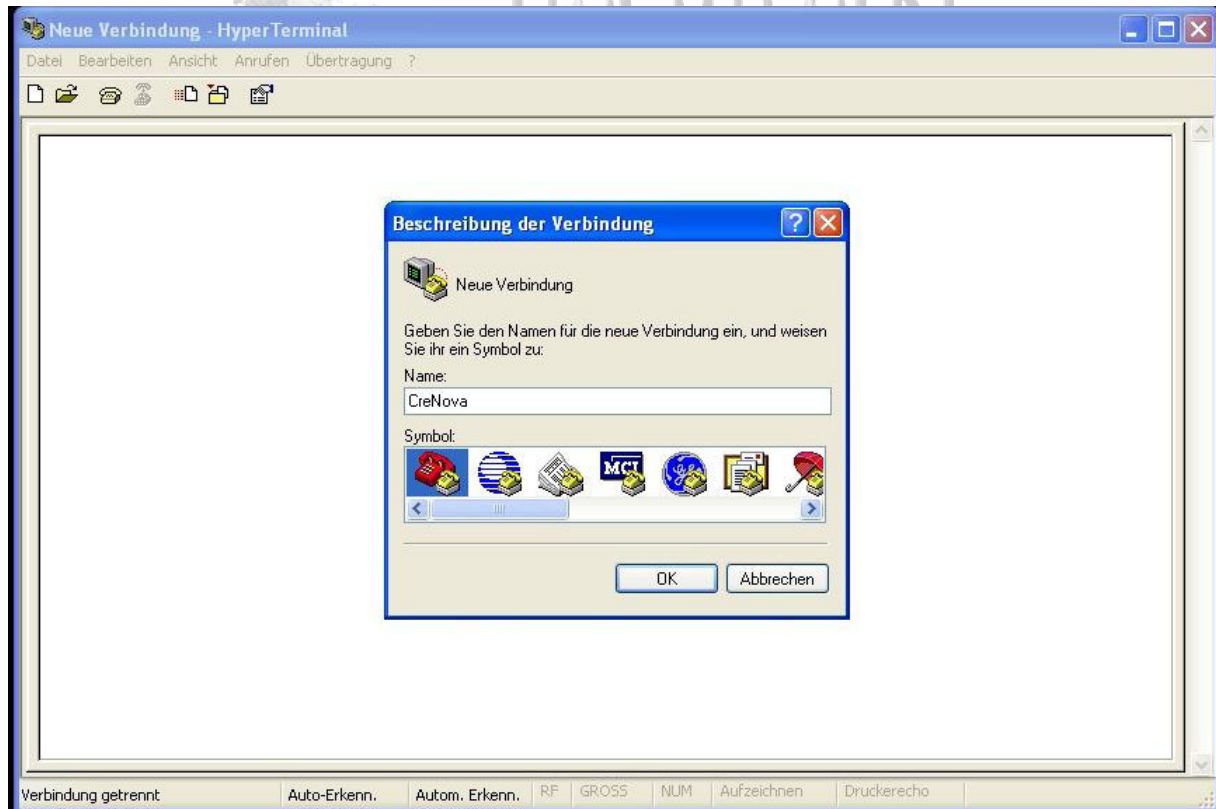 Neue Verbindung - HyperTerminal
Datei Bearbeiten Ansicht Anrufen Übertragung ?
Beschreibung der Verbindung
Neue Verbindung
Geben Sie den Namen für die neue Verbindung ein, und weisen
Sie ihr ein Symbol zu:
Name:
CreNova
Symbol:
MCI
OK Abbrechen
Verbindung getrennt Auto-Erkenn. Autom. Erkenn. RF GROSS NUM Aufzeichnen Druckerecho